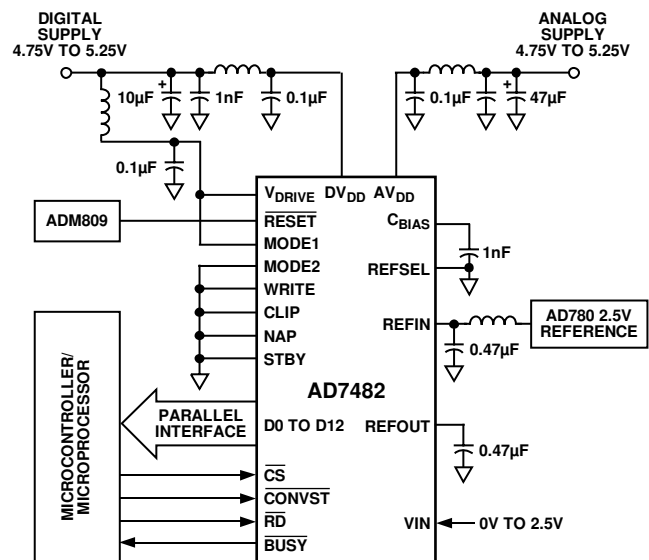 DIGITAL
SUPPLY
4.75V TO 5.25V
ANALOG
SUPPLY
4.75V TO 5.25V
+
10µF
1nF
0.1µF
0.1µF
+
47µF
0.1µF
ADM809
VDRIVE
DVDD
AVDD
RESET
MODE1
MODE2
WRITE
CLIP
NAP
STBY
CBIAS
1nF
REFSEL
REFIN
0.47µF
AD780 2.5V
REFERENCE
AD7482
MICROCONTROLLER/
MICROPROCESSOR
PARALLEL
INTERFACE
D0 TO D12
REFOUT
0.47µF
CS
CONVST
RD
BUSY
VIN
0V TO 2.5V